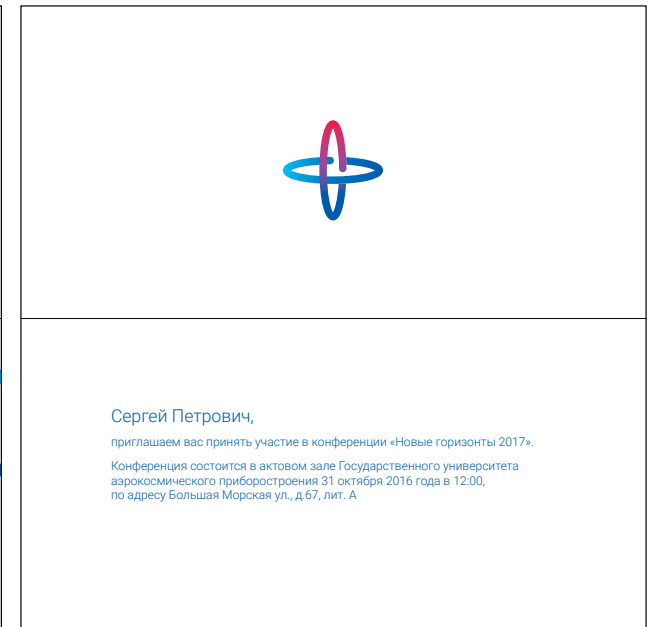 Сергей Петрович,
приглашаем вас принять участие в конференции «Новые горизонты 2017».
Конференция состоится в актовом зале Государственного университета
аэрокосмического приборостроения 31 октября 2016 года в 12:00,
по адресу Большая Морская ул., д.67, лит. А